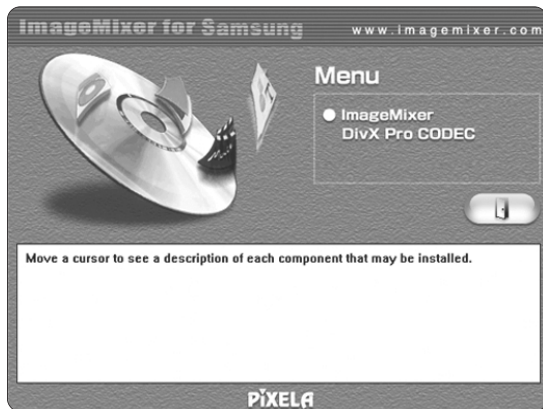 ImageMixer for Samsung
www.imagemixer.com
Menu
ImageMixer
DivX Pro CODEC
Move a cursor to see a description of each component that may be installed.
PIXELA